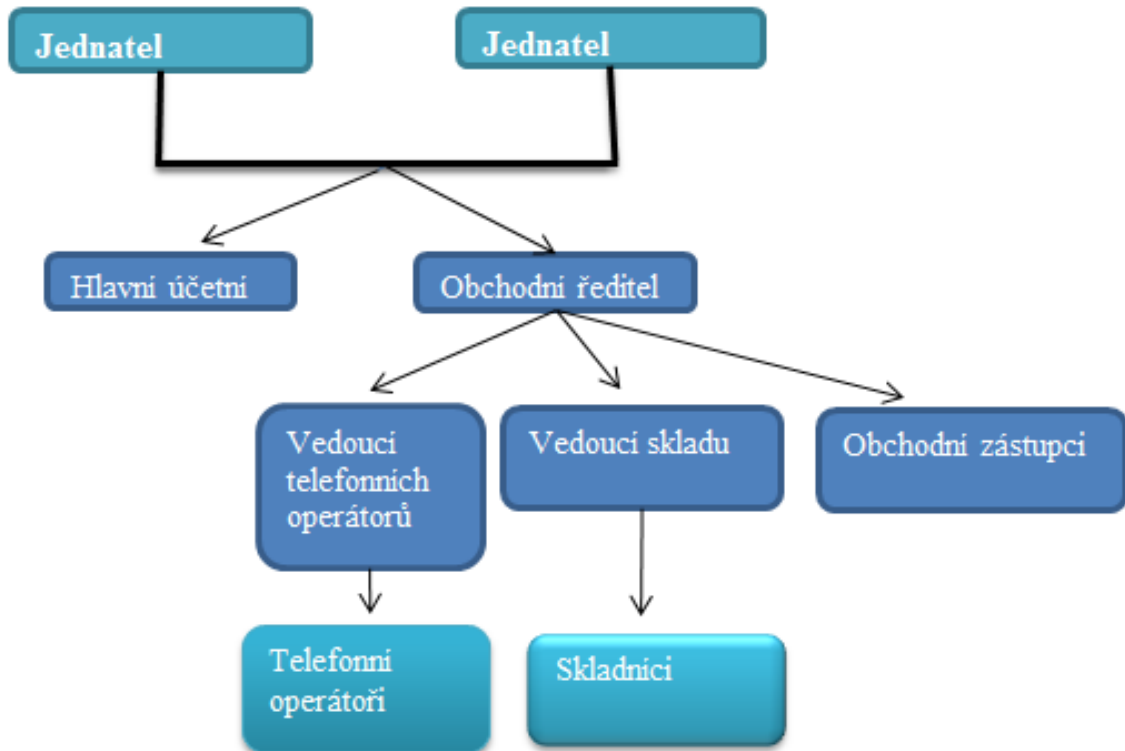 Jednatel
Jednatel
Hlavní účetní
Obchodní ředitel
Vedoucí
telefonních
operátorů
Vedoucí skladu
Obchodní zástupci
Telefonní
operátoři
Skladníci